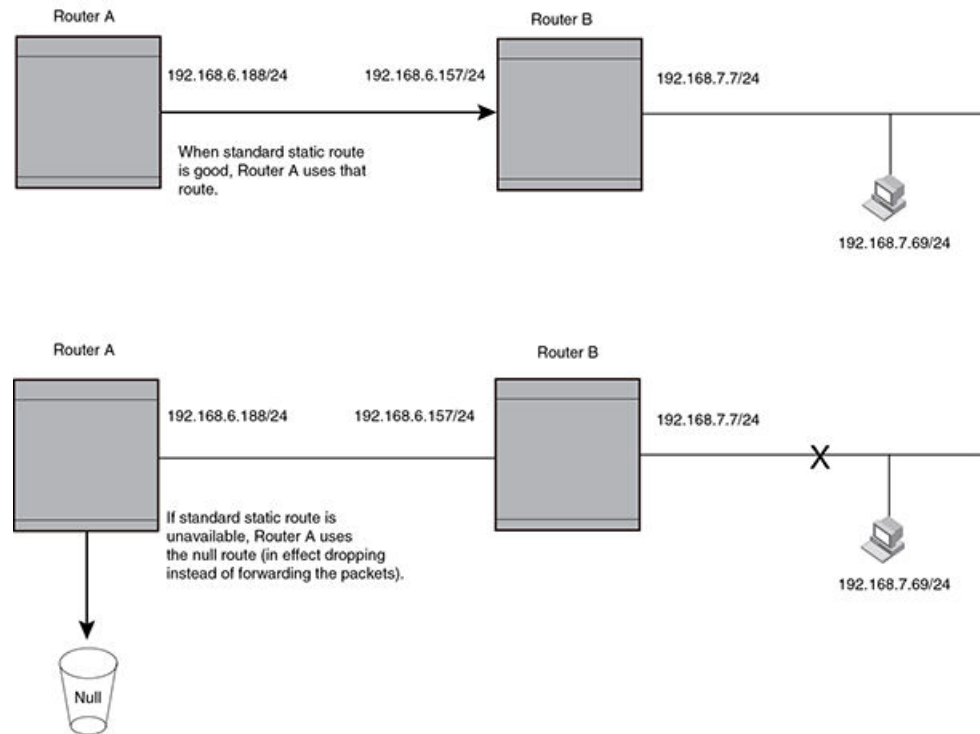 Router A
Router B
192.168.6.188/24
192.168.6.157/24
192.168.7.7/24
When standard static route
is good, Router A uses that
route.
192.168.7.69/24
Router A
Router B
192.168.6.188/24
192.168.6.157/24
192.168.7.7/24
X
If standard static route is
unavailable, Router A uses
the null route (in effect dropping
instead of forwarding the packets).
192.168.7.69/24
Null